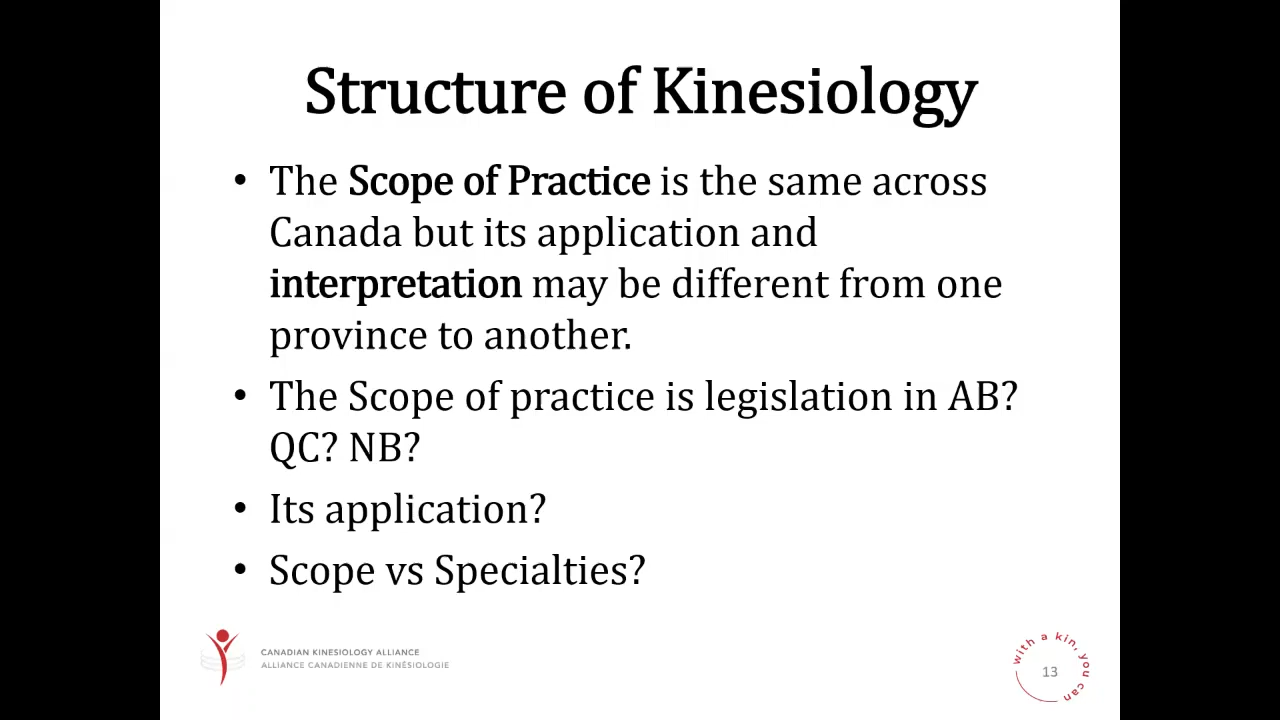 Structure of Kinesiology
• The Scope of Practice is the same across
Canada but its application and
interpretation may be different from one
province to another.
• The Scope of practice is legislation in AB?
QC? NB?
• Its application?
• Scope vs Specialties?
CANADIAN KINESIOLOGY ALLIANCE
ALLIANCE CANADIENNE DE KINÉSIOLOGIE
with a kin, you can
13